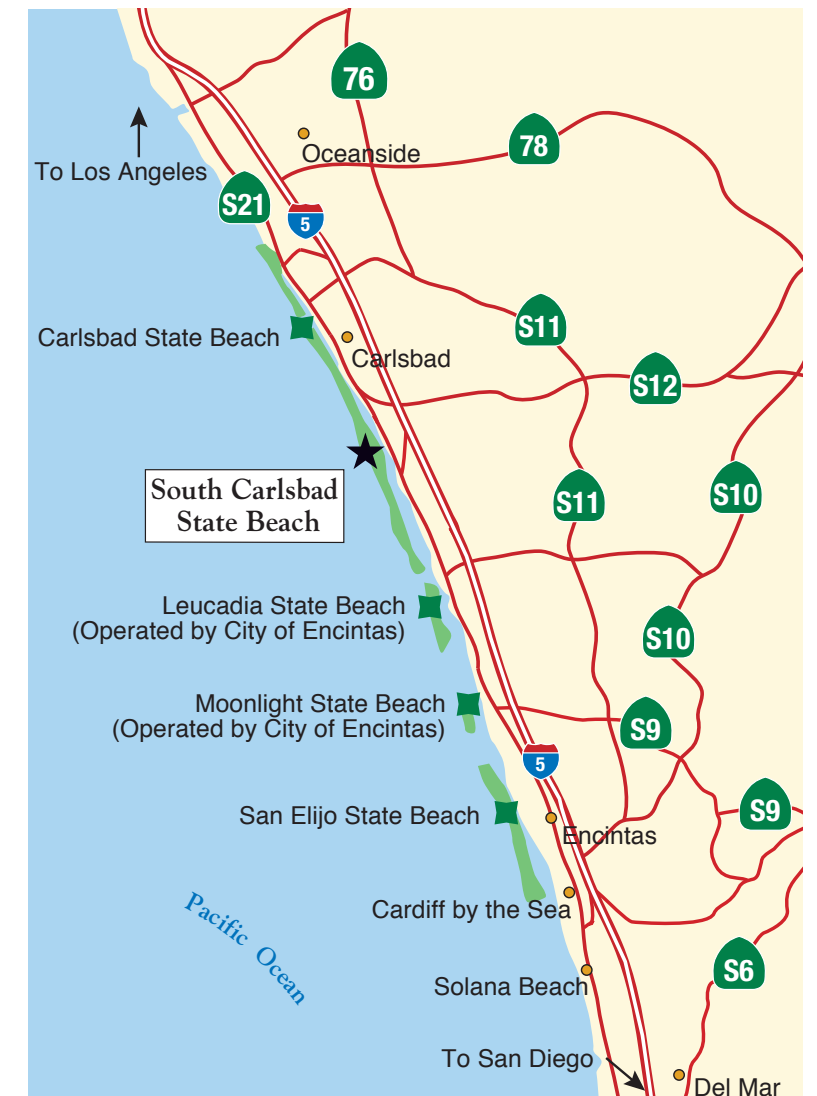 76
Oceanside
78
To Los Angeles
S21
5
Carlsbad State Beach
S11
Carlsbad
S12
South Carlsbad
State Beach
S11
S10
Leucadia State Beach
(Operated by City of Encintas)
S10
Moonlight State Beach
(Operated by City of Encintas)
S9
5
San Elijo State Beach
S9
Encintas
Cardiff by the Sea
Pacific Ocean
S6
Solana Beach
To San Diego
Del Mar